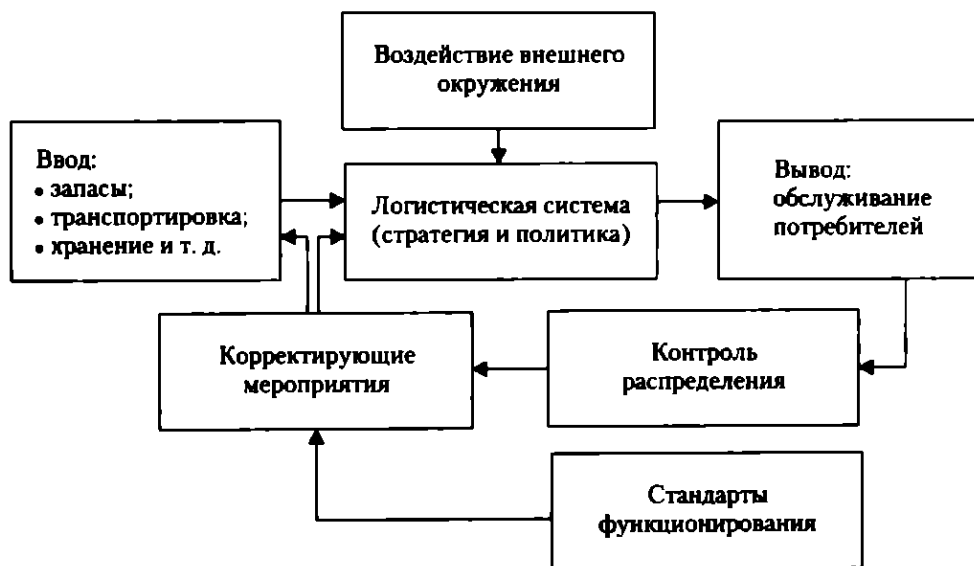 Воздействие внешнего
окружения
Ввод:
• запасы;
• транспортировка;
• хранение и т. д.
Логистическая система
(стратегия и политика)
Вывод:
обслуживание
потребителей
Корректирующие
мероприятия
Контроль
распределения
Стандарты
функционирования